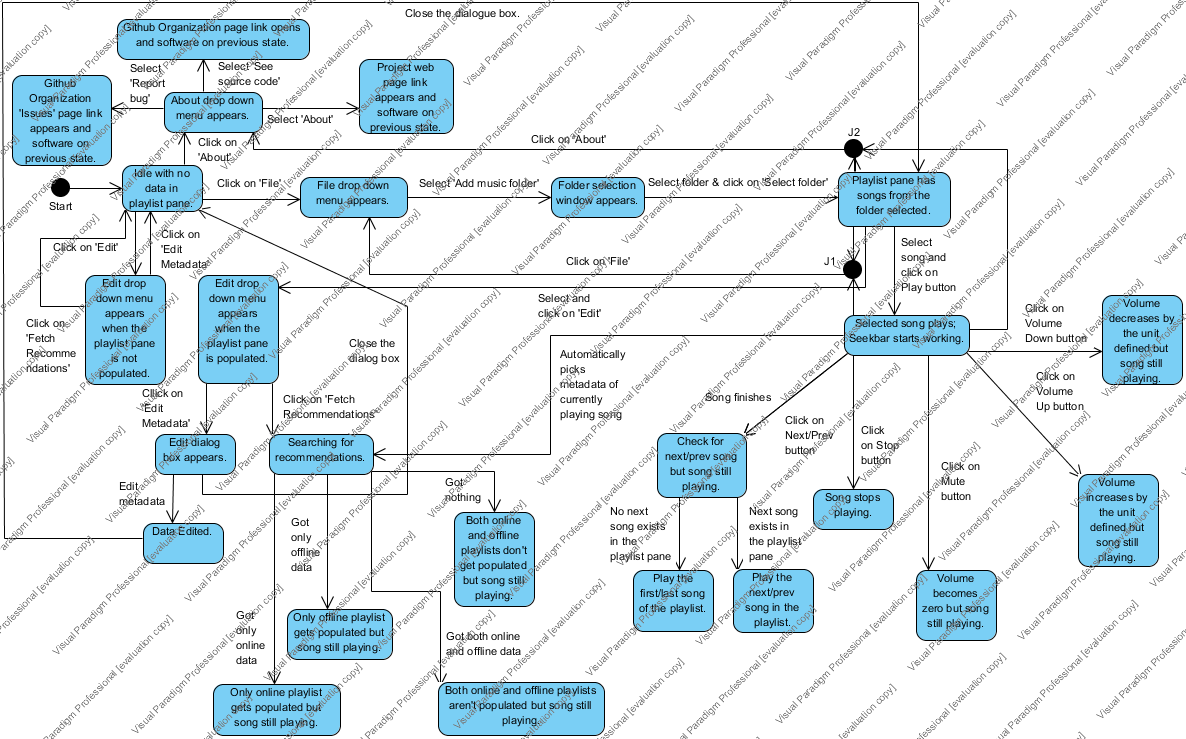 Close the dialogue box.
Github Organization page link opens
and software on previous state.
Select
'Report
bug'
Select 'See
source code'
Github
Organization
'Issues' page link
appears and
software on
previous state.
About drop down
menu appears.
Select 'About'
Project web
page link
appears and
software on
previous state.
Click on
'About'
Click on 'About'
J2
Start
Idle with no
data in
playlist pane.
Click on 'File'
File drop down
menu appears.
Select 'Add music folder'
Folder selection
window appears.
Select folder & click on 'Select folder'
Playlist pane has
songs from the
folder selected.
Click on 'Edit'
Click on
'Edit
Metadata'
Click on 'File'
J1
Select
song and
click on
Play button
Edit drop
down menu
appears
when the
playlist pane
is not
populated.
Edit drop
down menu
appears
when the
playlist pane
is populated.
Select and
click on 'Edit'
Click on
'Fetch
Recomme
ndations'
Close the
dialog box
Selected song plays;
Seekbar starts working.
Click on
Volume
Down button
Volume
decreases by
the unit
defined but
song still
playing.
Automatically
picks
metadata of
currently
playing song
Click on
Volume
Up button
Click on
'Edit
Metadata'
Click on 'Fetch
Recommendations'
Song finishes
Click on
Next/Prev
button
Click
on Stop
button
Click on
Mute
button
Edit dialog
box appears.
Searching for
recommendations.
Check for
next/prev song
but song still
playing.
Edit
metadata
Got
nothing
Song stops
playing.
Volume
increases by
the unit
defined but
song still
playing.
Data Edited.
Got
only
offline
data
Both online
and offline
playlists don't
get populated
but song still
playing.
No next
song exists
in the
playlist pane
Next song
exists in
the playlist
pane
Play the
first/last song
of the playlist.
Play the
next/prev
song in the
playlist.
Volume
becomes
zero but song
still playing.
Got
only
online
data
Only offline playlist
gets populated but
song still playing.
Got both online
and offline data
Only online playlist
gets populated but
song still playing.
Both online and offline playlists
aren't populated but song still
playing.
Visual Paradigm Professional [evaluation copy]